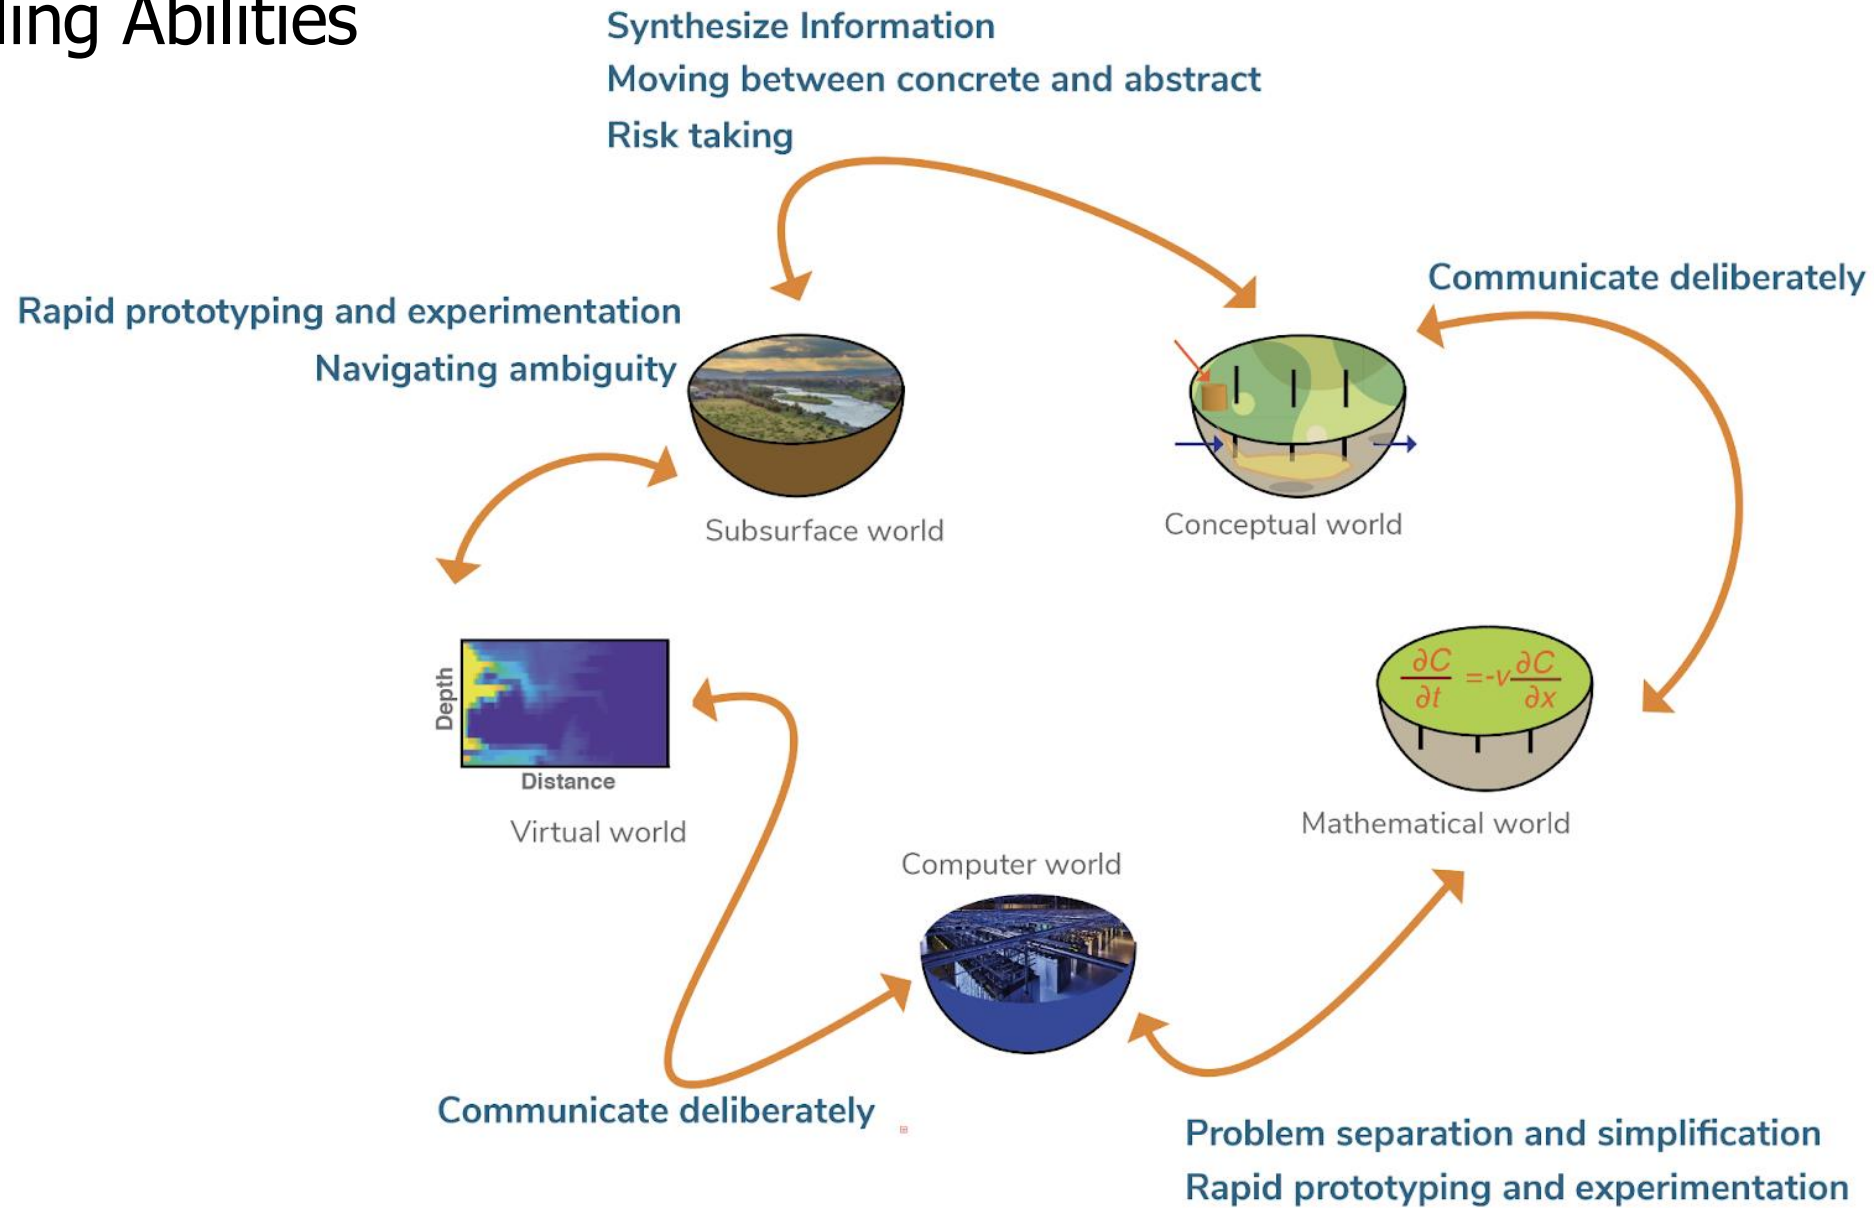 ling Abilities
Synthesize Information
Moving between concrete and abstract
Risk taking
Communicate deliberately
Rapid prototyping and experimentation
Navigating ambiguity
Subsurface world
Conceptual world
Depth
Distance
Virtual world
∂C/∂t =-v ∂C/∂x
Mathematical world
Computer world
Communicate deliberately
Problem separation and simplification
Rapid prototyping and experimentation